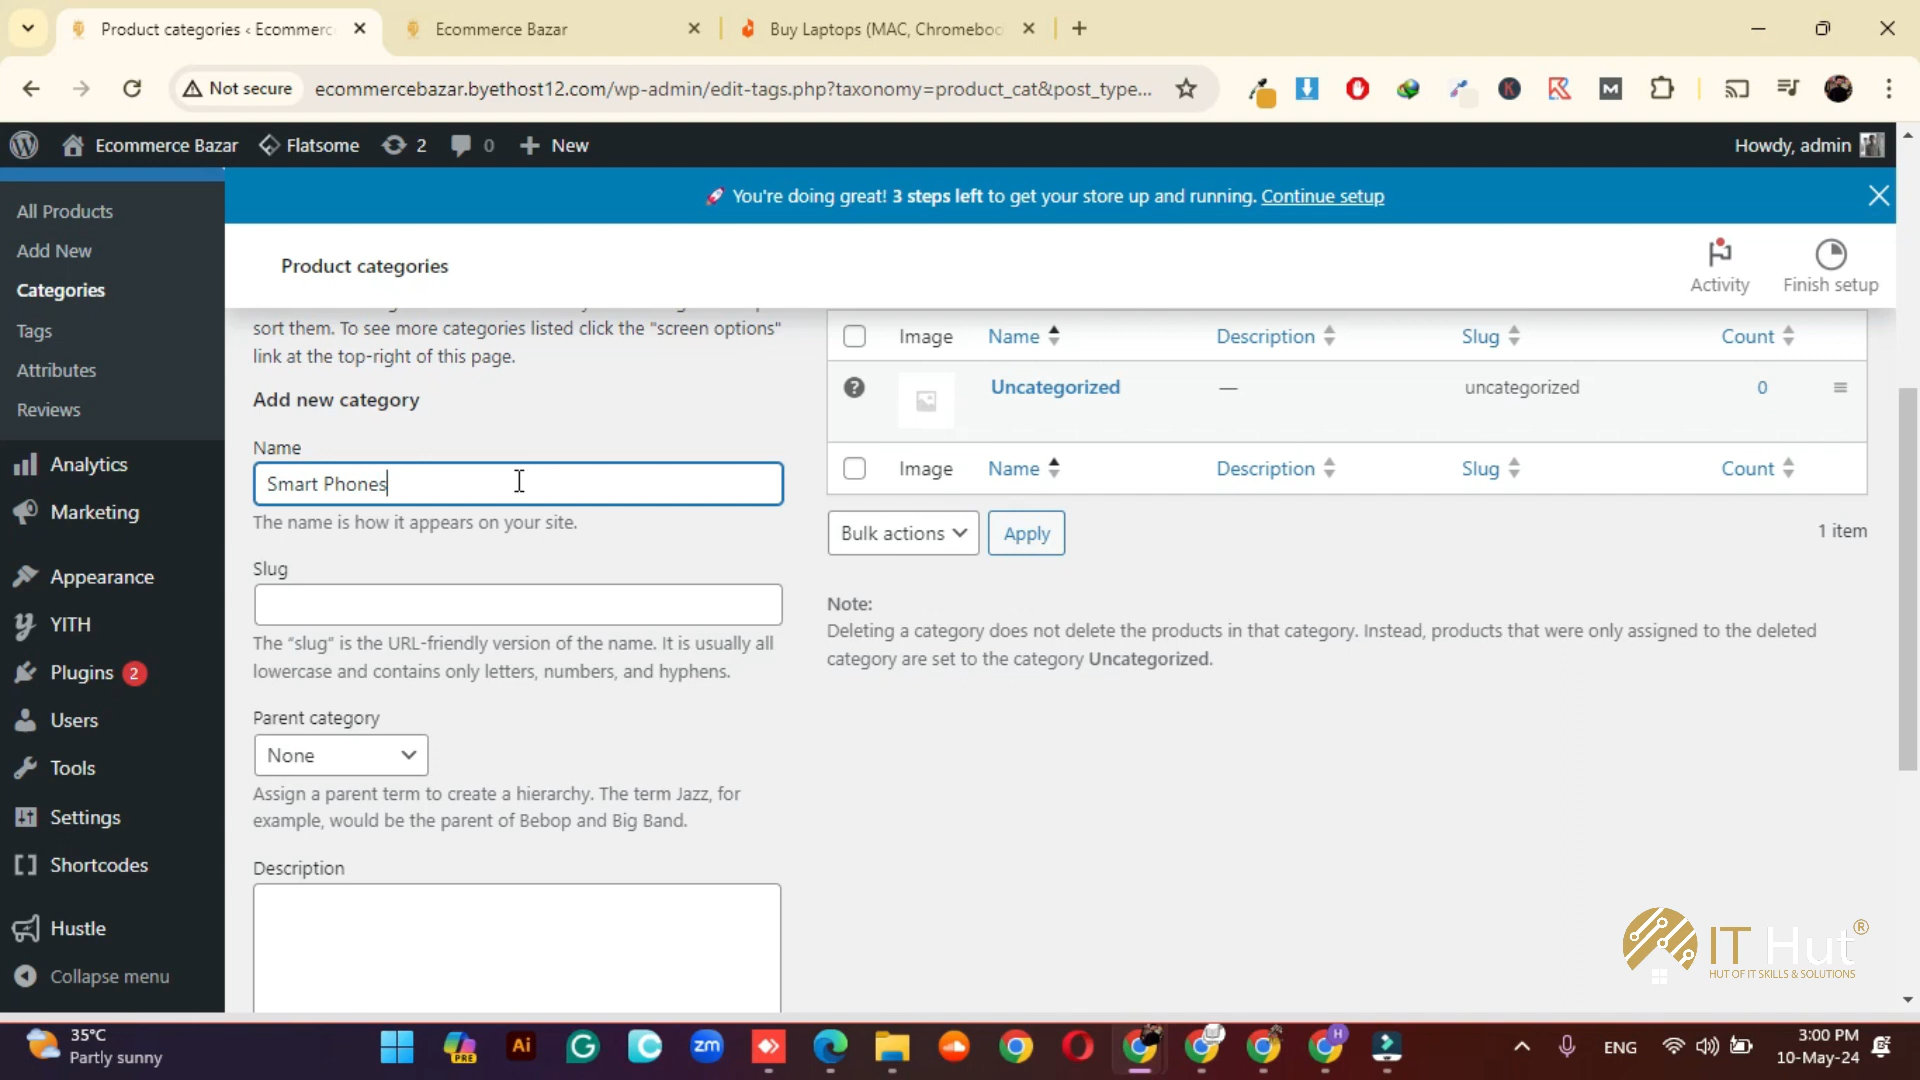 Product categories ‹ Ecommerc
Ecommerce Bazar
Buy Laptops (MAC, Chromeboo
Not secure
ecommercebazar.byethost12.com/wp-admin/edit-tags.php?taxonomy=product_cat&post_type...
Ecommerce Bazar
Flatsome
2
0
New
Howdy, admin
You're doing great! 3 steps left to get your store up and running. Continue setup
All Products
Add New
Categories
Tags
Attributes
Reviews
Analytics
Marketing
Appearance
YITH
Plugins 2
Users
Tools
Settings
Shortcodes
Hustle
Collapse menu
Product categories
Activity
Finish setup
sort them. To see more categories listed click the "screen options"
link at the top-right of this page.
Add new category
Name
Smart Phones
The name is how it appears on your site.
Slug
The “slug” is the URL-friendly version of the name. It is usually all
lowercase and contains only letters, numbers, and hyphens.
Parent category
None
Assign a parent term to create a hierarchy. The term Jazz, for
example, would be the parent of Bebop and Big Band.
Description
Image Name Description Slug Count
Uncategorized — uncategorized 0
Image Name Description Slug Count
Bulk actions Apply 1 item
Note:
Deleting a category does not delete the products in that category. Instead, products that were only assigned to the deleted
category are set to the category Uncategorized.
IT Hut ®
HUT OF IT SKILLS & SOLUTIONS
35°C
Partly sunny
PRE
Ai
zm
H
ENG
3:00 PM
10-May-24